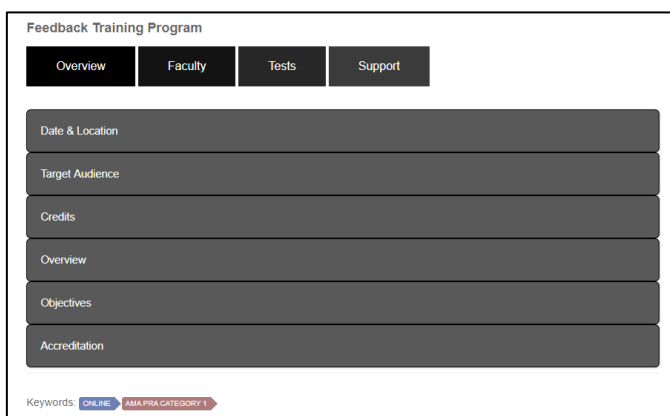 Feedback Training Program
Overview Faculty Tests Support
Date & Location
Target Audience
Credits
Overview
Objectives
Accreditation
Keywords: ONLINE AMA PRA CATEGORY 1